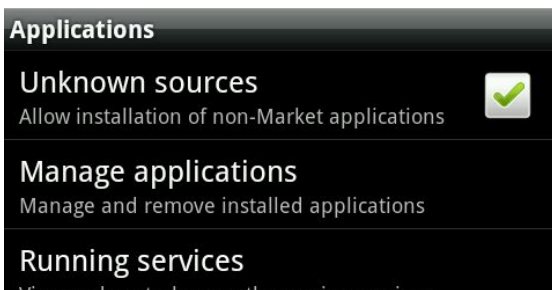 Applications
Unknown sources
Allow installation of non-Market applications
Manage applications
Manage and remove installed applications
Running services